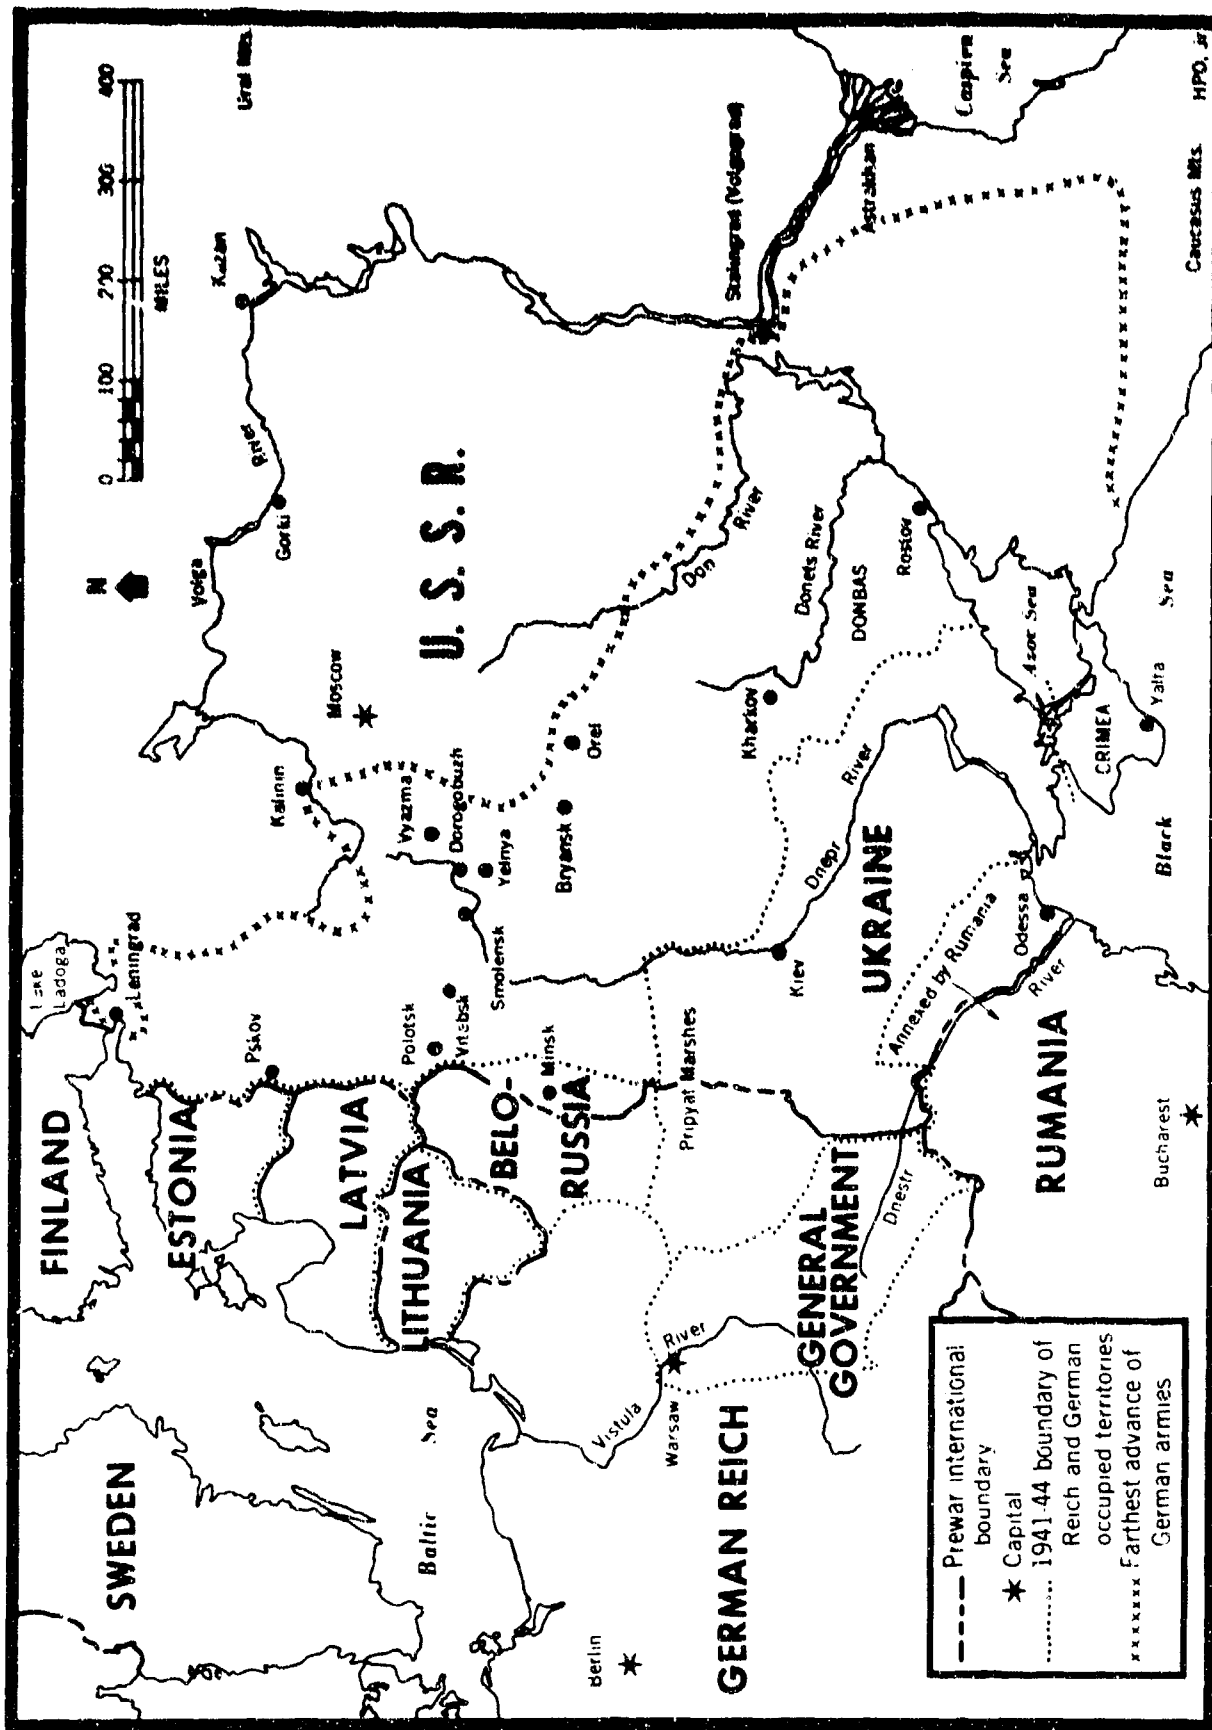 FINLAND
SWEDEN
ESTONIA
LATVIA
LITHUANIA
BELO-
RUSSIA
U. S. S. R.
UKRAINE
GERMAN REICH
GENERAL
GOVERNMENT
RUMANIA
Annexed by Rumania
Lake
Ladoga
Leningrad
Pskov
Polotsk
Vitebsk
Minsk
Smolensk
Kalinin
Vyazma
Dorogobuzh
Yelnya
Bryansk
Orel
Moscow
Volga
River
Gorki
Kazan
Ural Mts.
N
0 100 200 300 400
MILES
Don
River
Donets River
DONBAS
Kharkov
Rostov
Stalingrad (Volgograd)
Astrakhan
Caspian
Sea
Caucasus Mts.
HPO, jr
Azov Sea
CRIMEA
Yalta
Black
Sea
Odessa
Dnepr
River
Kiev
Pripyat Marshes
Dnestr
River
Bucharest
Baltic
Sea
Berlin
Vistula
River
Warsaw
Prewar international
boundary
Capital
1941-44 boundary of
Reich and German
occupied territories
Farthest advance of
German armies